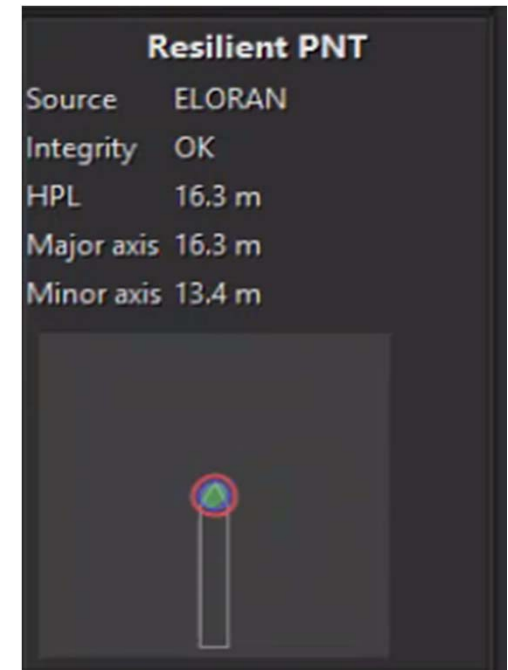 Resilient PNT
Source ELORAN
Integrity OK
HPL 16.3 m
Major axis 16.3 m
Minor axis 13.4 m